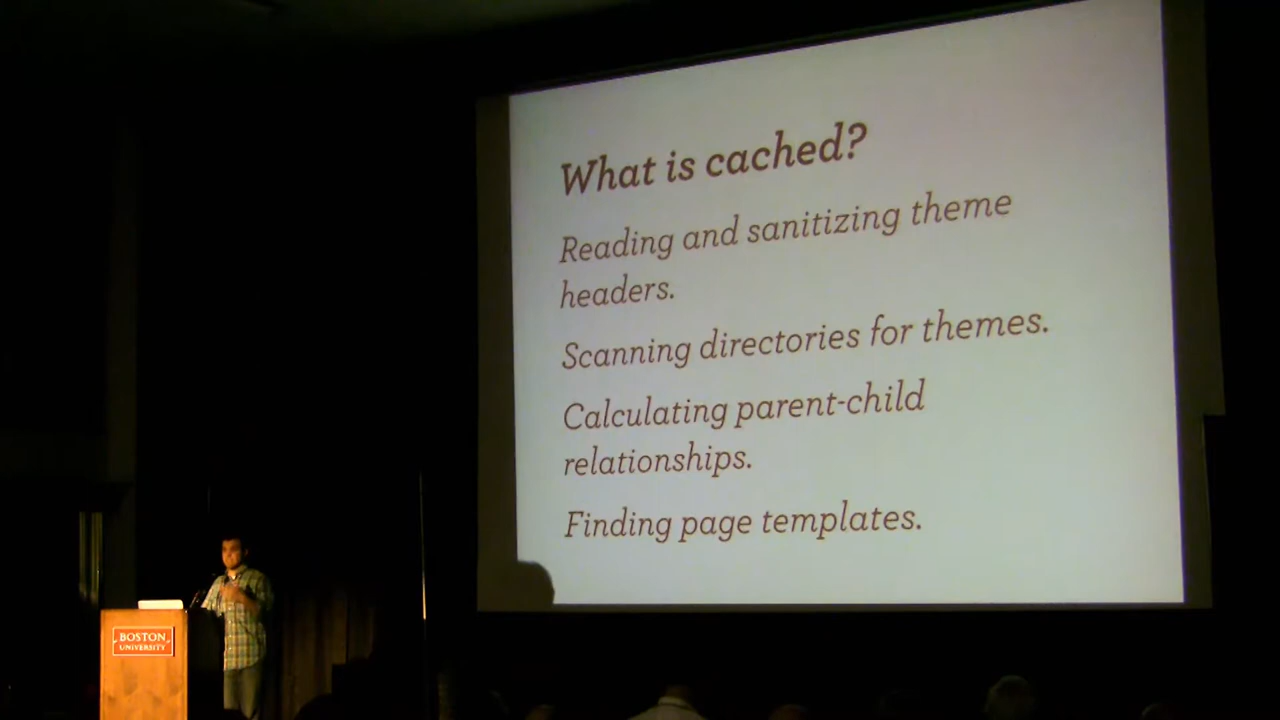 What is cached?
Reading and sanitizing theme
headers.
Scanning directories for themes.
Calculating parent-child
relationships.
Finding page templates.
BOSTON
UNIVERSITY